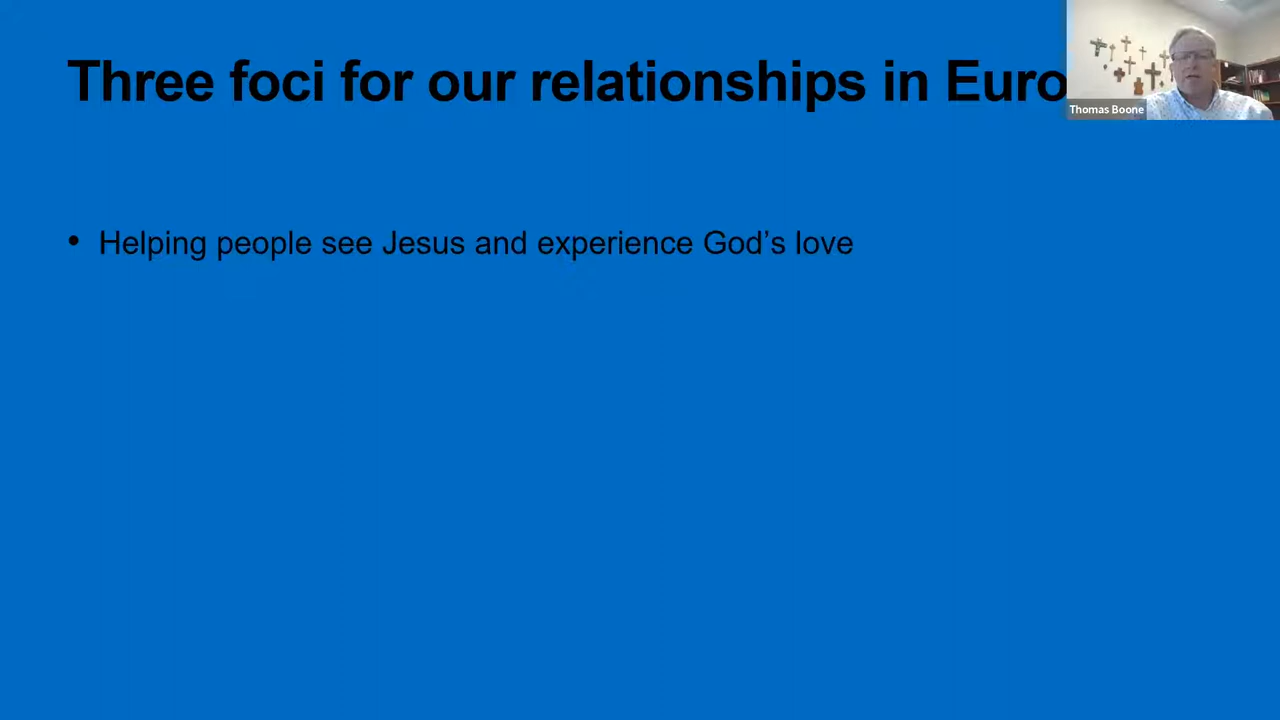 Three foci for our relationships in Euro
Thomas Boone
• Helping people see Jesus and experience God’s love